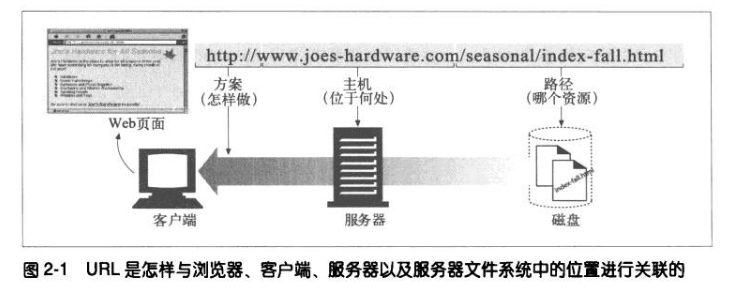 Joe's Hardware for All Seasons
http://www.joes-hardware.com/seasonal/index-fall.html
方案
(怎样做)
主机
(位于何处)
路径
(哪个资源)
Web页面
index-fall.html
客户端
服务器
磁盘
图 2-1 URL 是怎样与浏览器、客户端、服务器以及服务器文件系统中的位置进行关联的